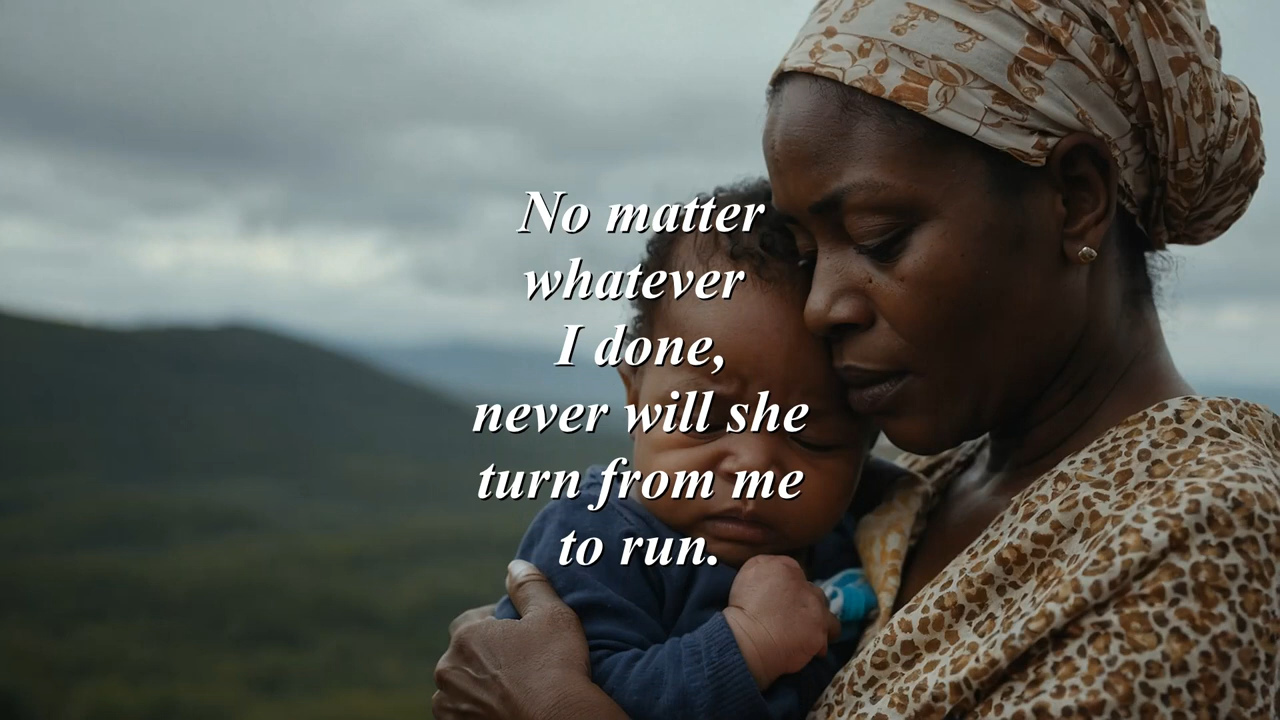 No matter
whatever
I done,
never will she
turn from me
to run.